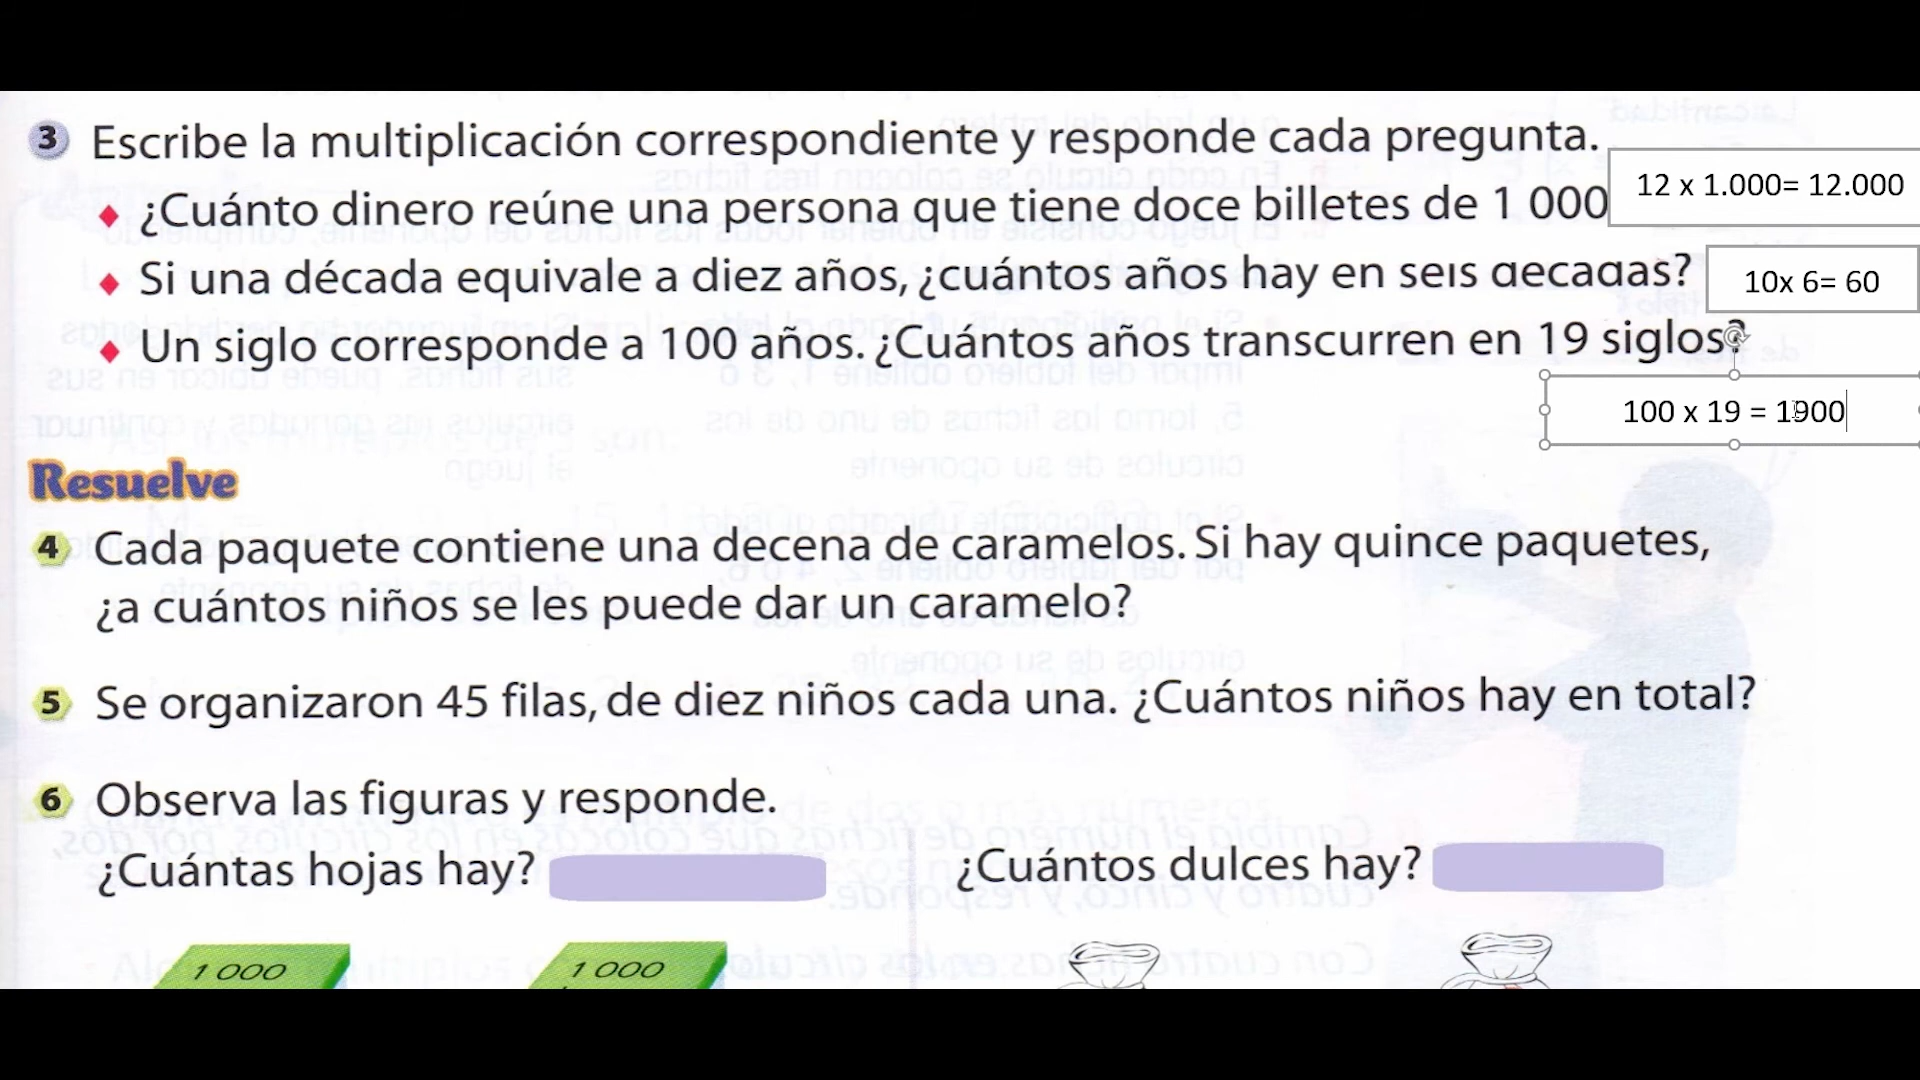 3 Escribe la multiplicación correspondiente y responde cada pregunta.
♦ ¿Cuánto dinero reúne una persona que tiene doce billetes de 1 000
12 x 1.000= 12.000
♦ Si una década equivale a diez años, ¿cuántos años hay en seis decadas?
10x 6= 60
♦ Un siglo corresponde a 100 años. ¿Cuántos años transcurren en 19 siglos?
100 x 19 = 1900
Resuelve
4 Cada paquete contiene una decena de caramelos. Si hay quince paquetes,
¿a cuántos niños se les puede dar un caramelo?
5 Se organizaron 45 filas, de diez niños cada una. ¿Cuántos niños hay en total?
6 Observa las figuras y responde.
¿Cuántas hojas hay? ¿Cuántos dulces hay?
1 000 1 000